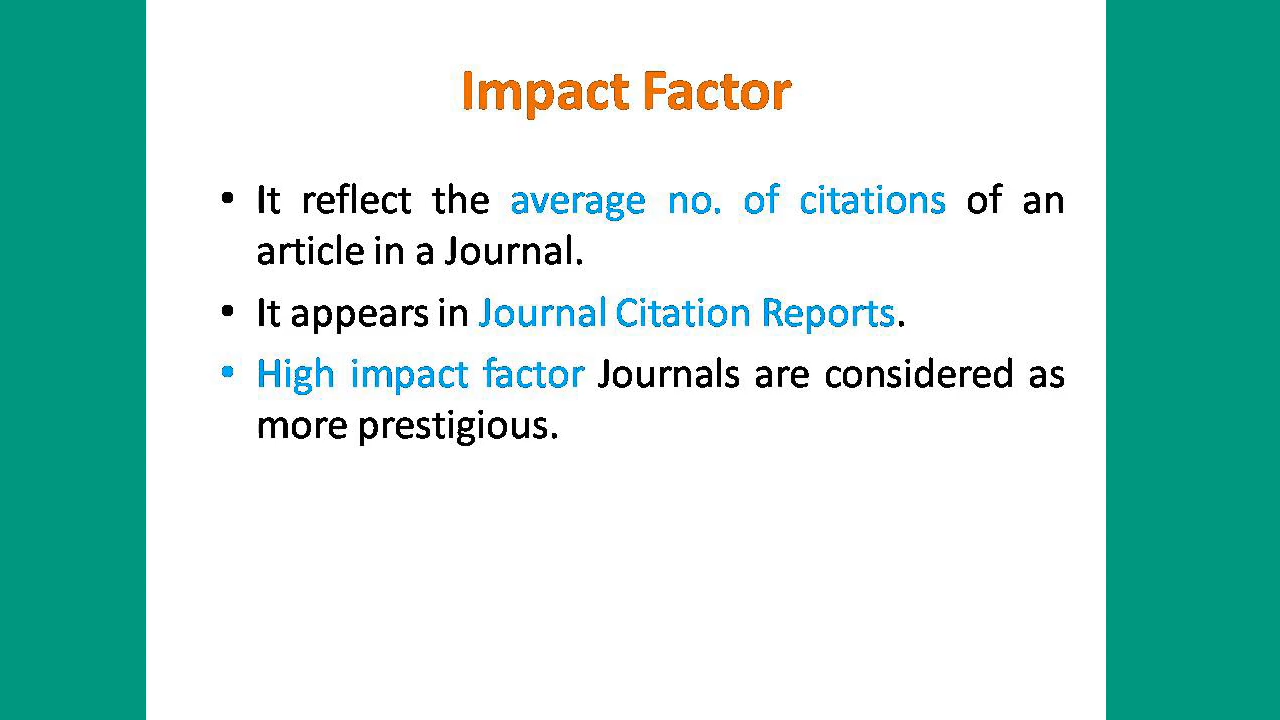 Impact Factor
• It reflect the average no. of citations of an
article in a Journal.
• It appears in Journal Citation Reports.
• High impact factor Journals are considered as
more prestigious.